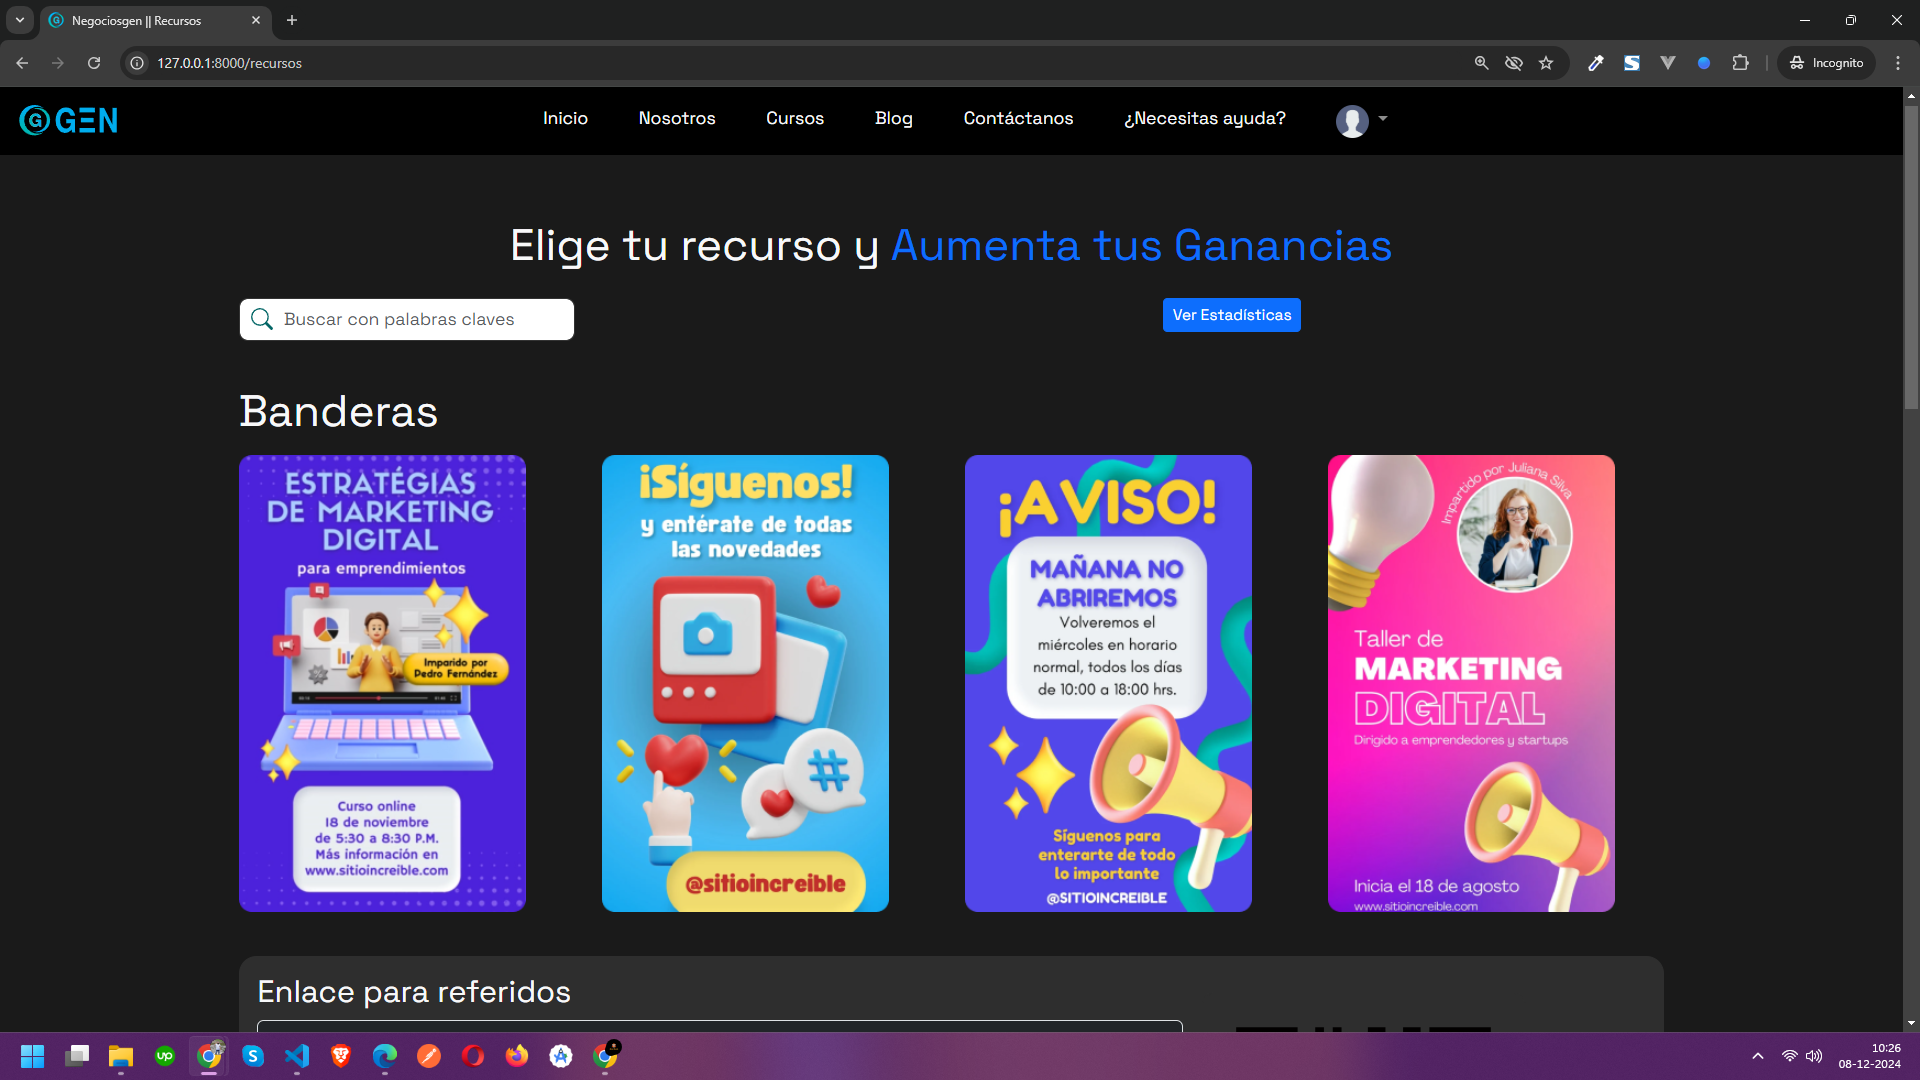 Negociosgen || Recursos
127.0.0.1:8000/recursos
Incognito
G GEN
Inicio
Nosotros
Cursos
Blog
Contáctanos
¿Necesitas ayuda?
Elige tu recurso y Aumenta tus Ganancias
Buscar con palabras claves
Ver Estadísticas
Banderas
ESTRATÉGIAS
DE MARKETING
DIGITAL
para emprendimientos
Imparido por
Pedro Fernández
Curso online
18 de noviembre
de 5:30 a 8:30 P.M.
Más información en
www.sitioincreible.com
¡Síguenos!
y entérate de todas
las novedades
#
@sitioincreible
¡AVISO!
MAÑANA NO
ABRIREMOS
Volveremos el
miércoles en horario
normal, todos los días
de 10:00 a 18:00 hrs.
Síguenos para
enterarte de todo
lo importante
@SITIOINCREIBLE
Impartido por Juliana Silva
Taller de
MARKETING
DIGITAL
Dirigido a emprendedores y startups
Inicia el 18 de agosto
www.sitioincreible.com
Enlace para referidos
10:26
08-12-2024